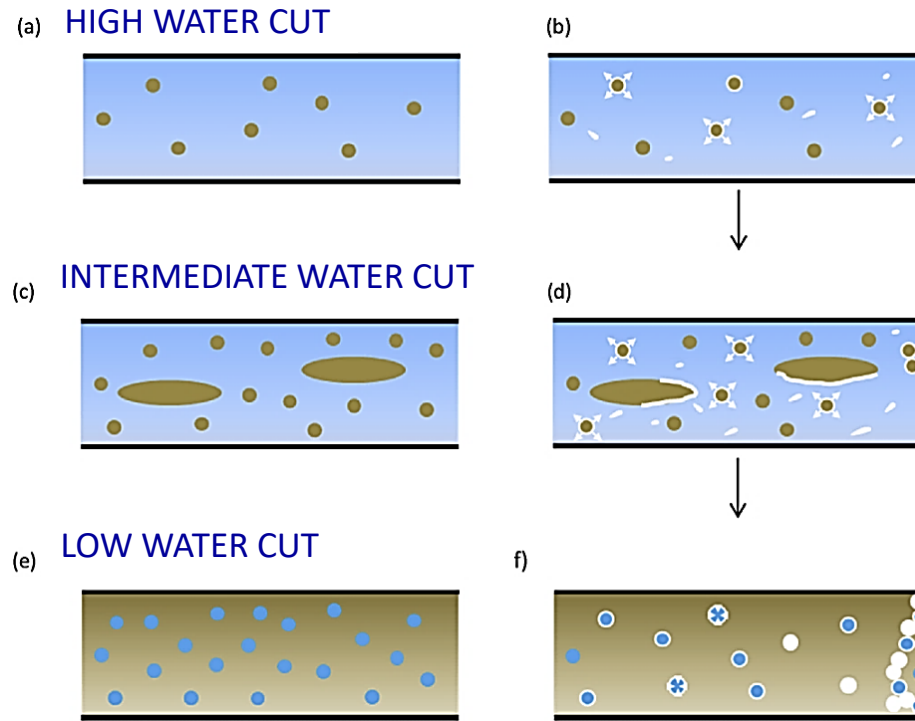 (a) HIGH WATER CUT
(b)
(c) INTERMEDIATE WATER CUT
(d)
(e) LOW WATER CUT
f)